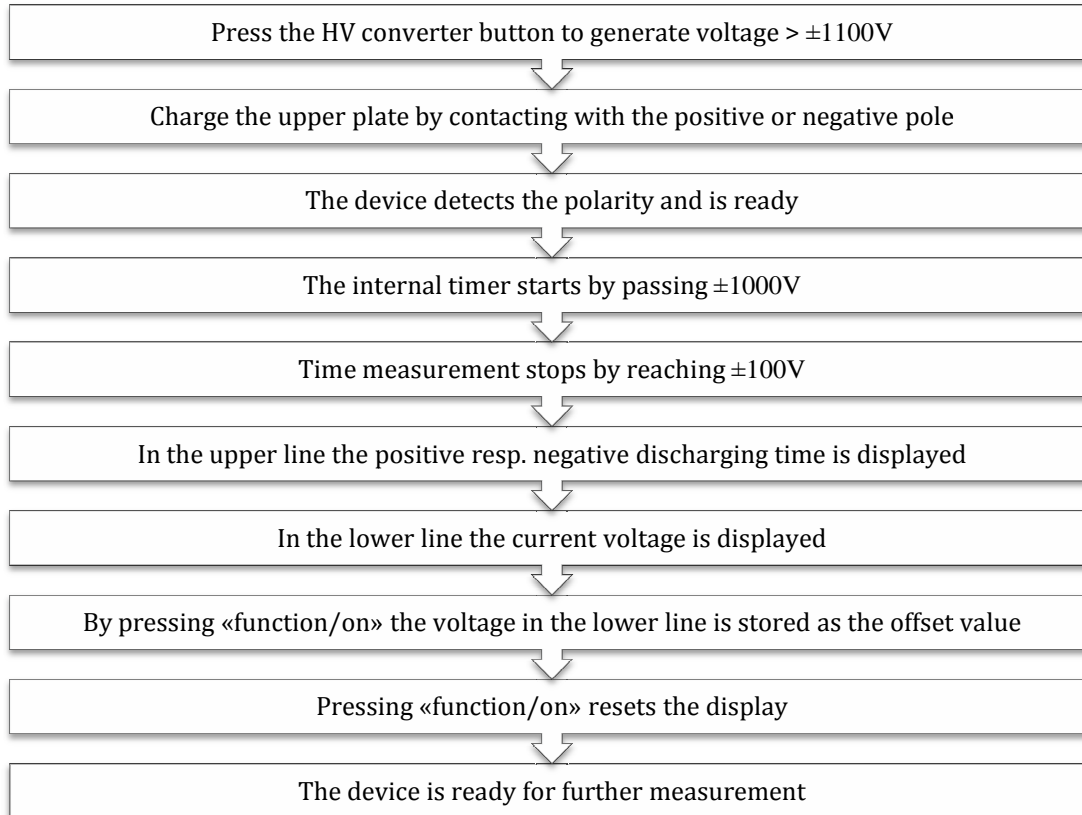 Press the HV converter button to generate voltage > ±1100V
Charge the upper plate by contacting with the positive or negative pole
The device detects the polarity and is ready
The internal timer starts by passing ±1000V
Time measurement stops by reaching ±100V
In the upper line the positive resp. negative discharging time is displayed
In the lower line the current voltage is displayed
By pressing «function/on» the voltage in the lower line is stored as the offset value
Pressing «function/on» resets the display
The device is ready for further measurement